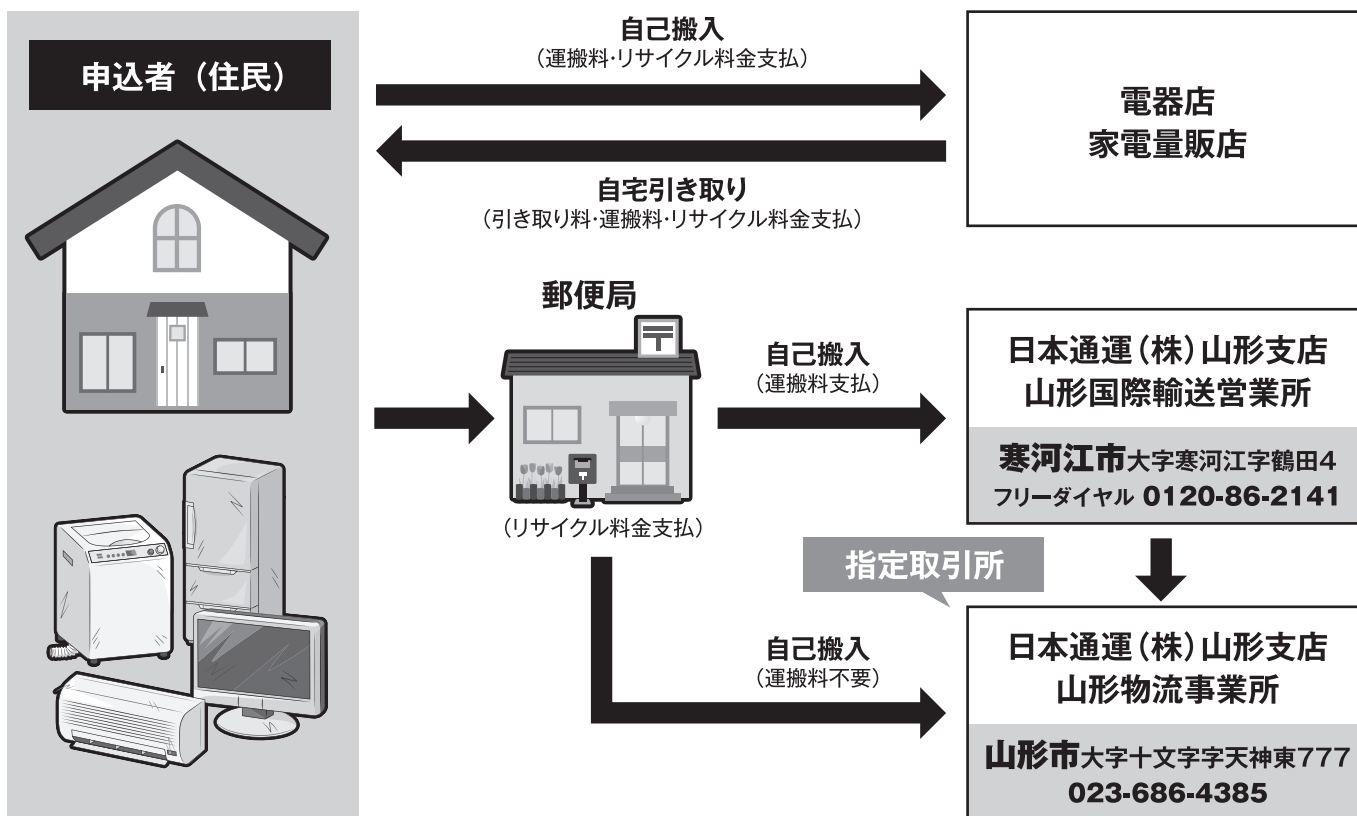 申込者（住民）
自己搬入
（運搬料・リサイクル料金支払）
自宅引き取り
（引き取り料・運搬料・リサイクル料金支払）
電器店
家電量販店
郵便局
（リサイクル料金支払）
自己搬入
（運搬料支払）
日本通運（株）山形支店
山形国際輸送営業所
寒河江市大字寒河江字鶴田4
フリーダイヤル 0120-86-2141
指定取引所
自己搬入
（運搬料不要）
日本通運（株）山形支店
山形物流事業所
山形市大字十文字字天神東777
023-686-4385